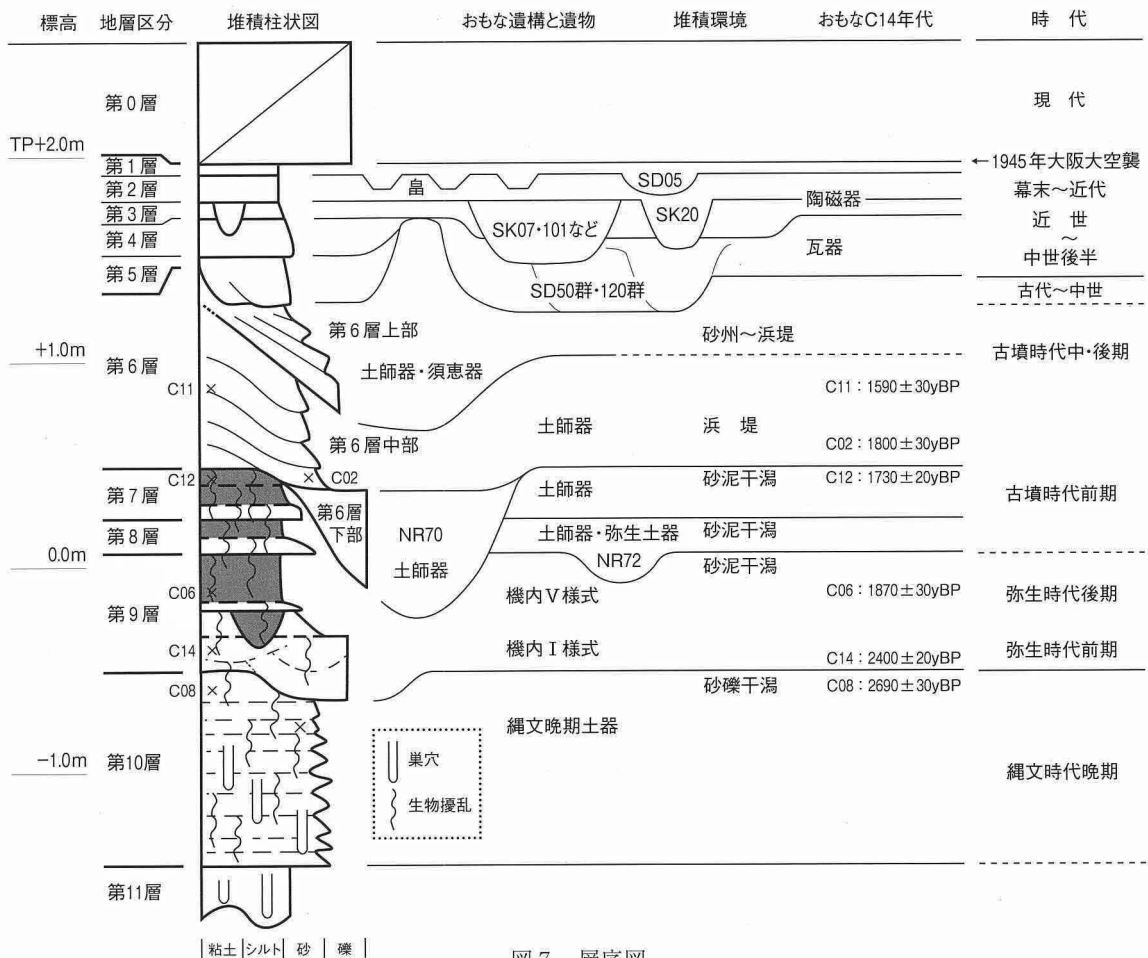 標高 地層区分 堆積柱状図 おもな遺構と遺物 堆積環境 おもなC14年代 時 代
第0層 現 代
TP+2.0m
第1層 ←1945年大阪大空襲
第2層 畠 SD05 幕末～近代
陶磁器
第3層 SK07・101など SK20 近 世
～
第4層 瓦器 中世後半
第5層 SD50群・120群 古代～中世
第6層上部 砂州～浜堤
+1.0m 第6層 土師器・須恵器 古墳時代中・後期
C11 C11：1590±30yBP
土師器 浜 堤
第6層中部 C02：1800±30yBP
C12 C02 土師器 砂泥干潟 C12：1730±20yBP
第7層 第6層下部 古墳時代前期
第8層 NR70 土師器・弥生土器 砂泥干潟
0.0m 土師器 NR72 砂泥干潟
C06 機内Ⅴ様式 C06：1870±30yBP 弥生時代後期
第9層
C14 機内Ⅰ様式 C14：2400±20yBP 弥生時代前期
C08 砂礫干潟 C08：2690±30yBP
縄文晩期土器
−1.0m 第10層 巣穴 縄文時代晩期
生物擾乱
第11層
粘土 シルト 砂 礫
図7 層序図